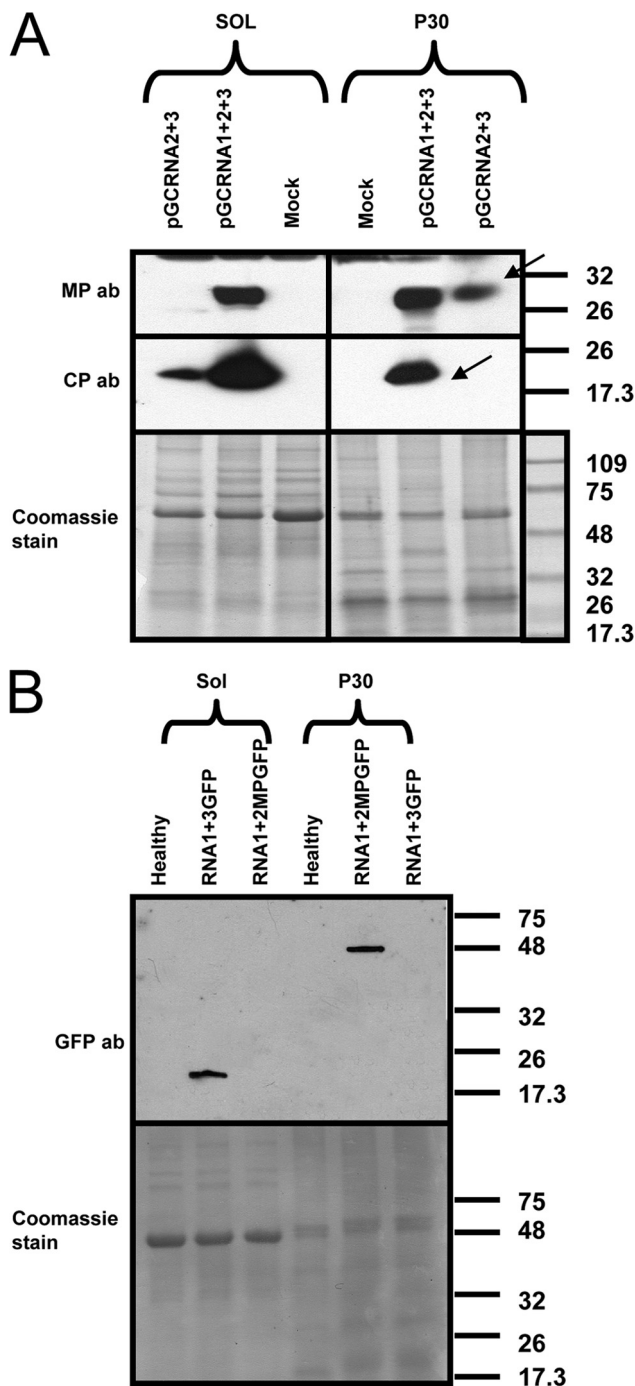 A
SOL
P30
pGCRNA2+3
pGCRNA1+2+3
Mock
Mock
pGCRNA1+2+3
pGCRNA2+3
MP ab
32
26
CP ab
26
17.3
Coomassie
stain
109
75
48
32
26
17.3
B
Sol
P30
Healthy
RNA1+3GFP
RNA1+2MPGFP
Healthy
RNA1+2MPGFP
RNA1+3GFP
GFP ab
75
48
32
26
17.3
Coomassie
stain
75
48
32
26
17.3